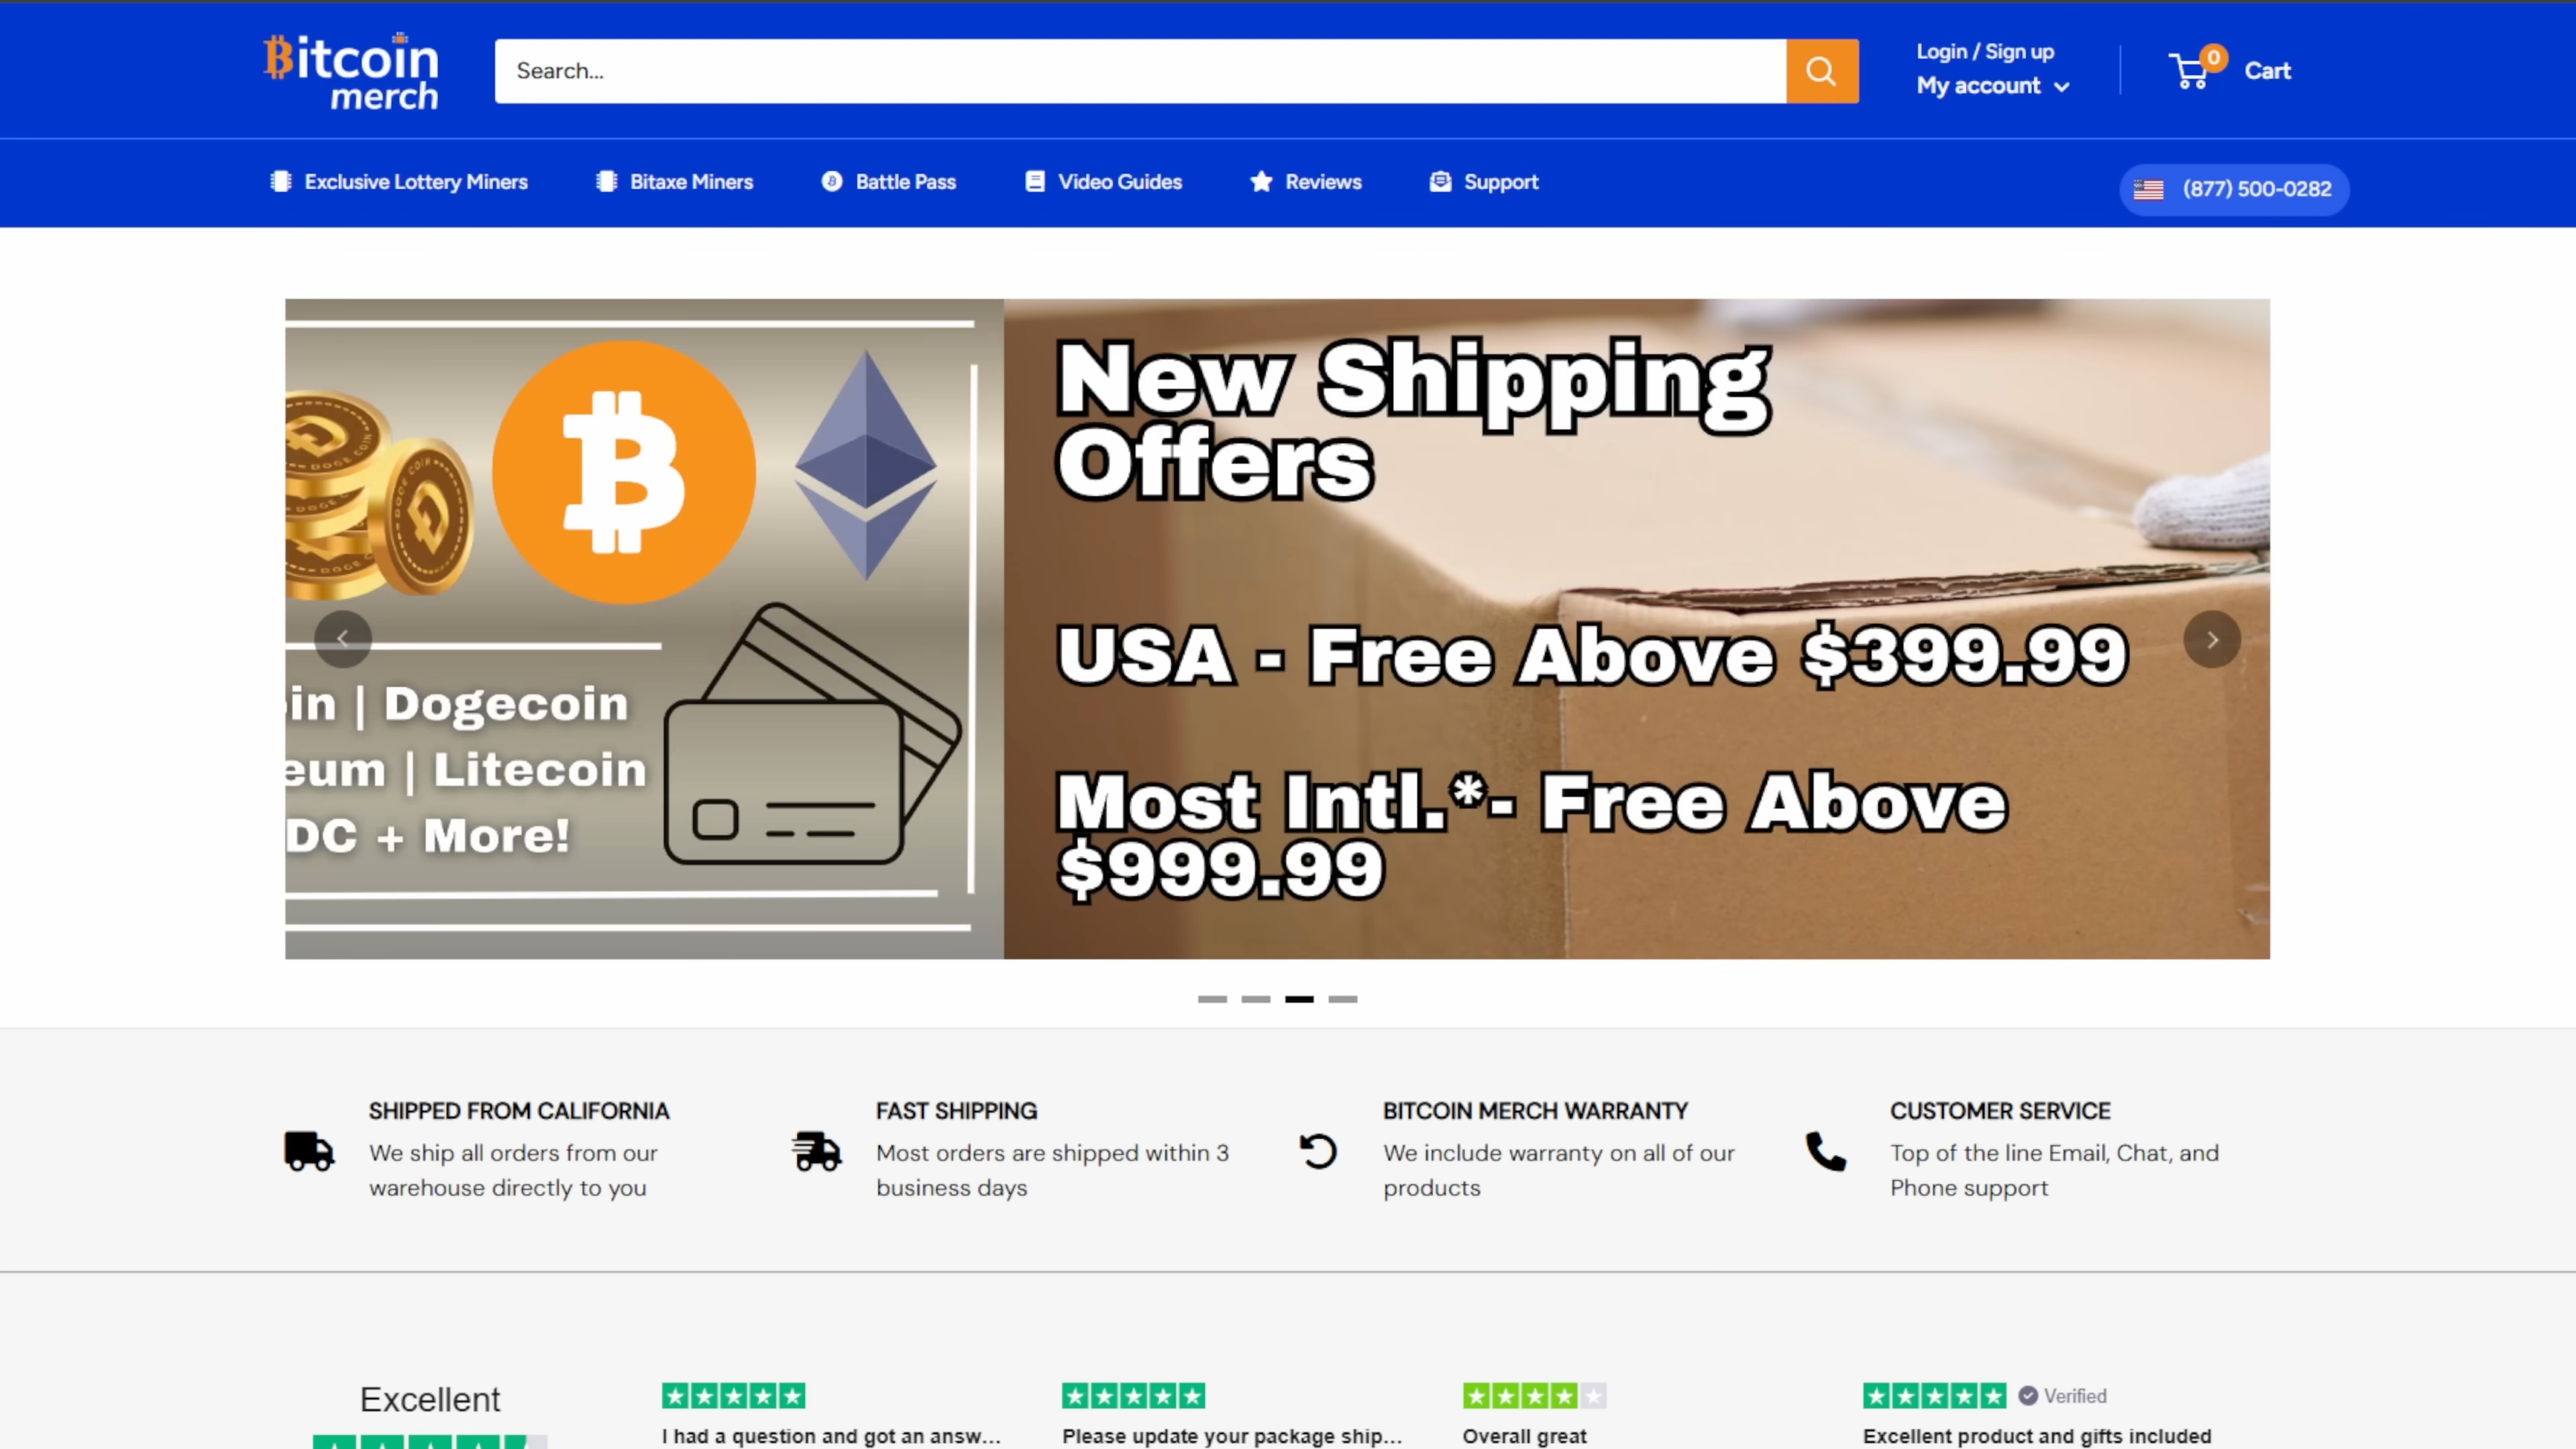 Bitcoin
merch
Search...
Login / Sign up
My account
0
Cart
Exclusive Lottery Miners
Bitaxe Miners
Battle Pass
Video Guides
Reviews
Support
(877) 500-0282
in | Dogecoin
eum | Litecoin
DC + More!
New Shipping
Offers
USA - Free Above $399.99
Most Intl.*- Free Above
$999.99
SHIPPED FROM CALIFORNIA
We ship all orders from our
warehouse directly to you
FAST SHIPPING
Most orders are shipped within 3
business days
BITCOIN MERCH WARRANTY
We include warranty on all of our
products
CUSTOMER SERVICE
Top of the line Email, Chat, and
Phone support
Excellent
I had a question and got an answ...
Please update your package ship...
Overall great
Verified
Excellent product and gifts included